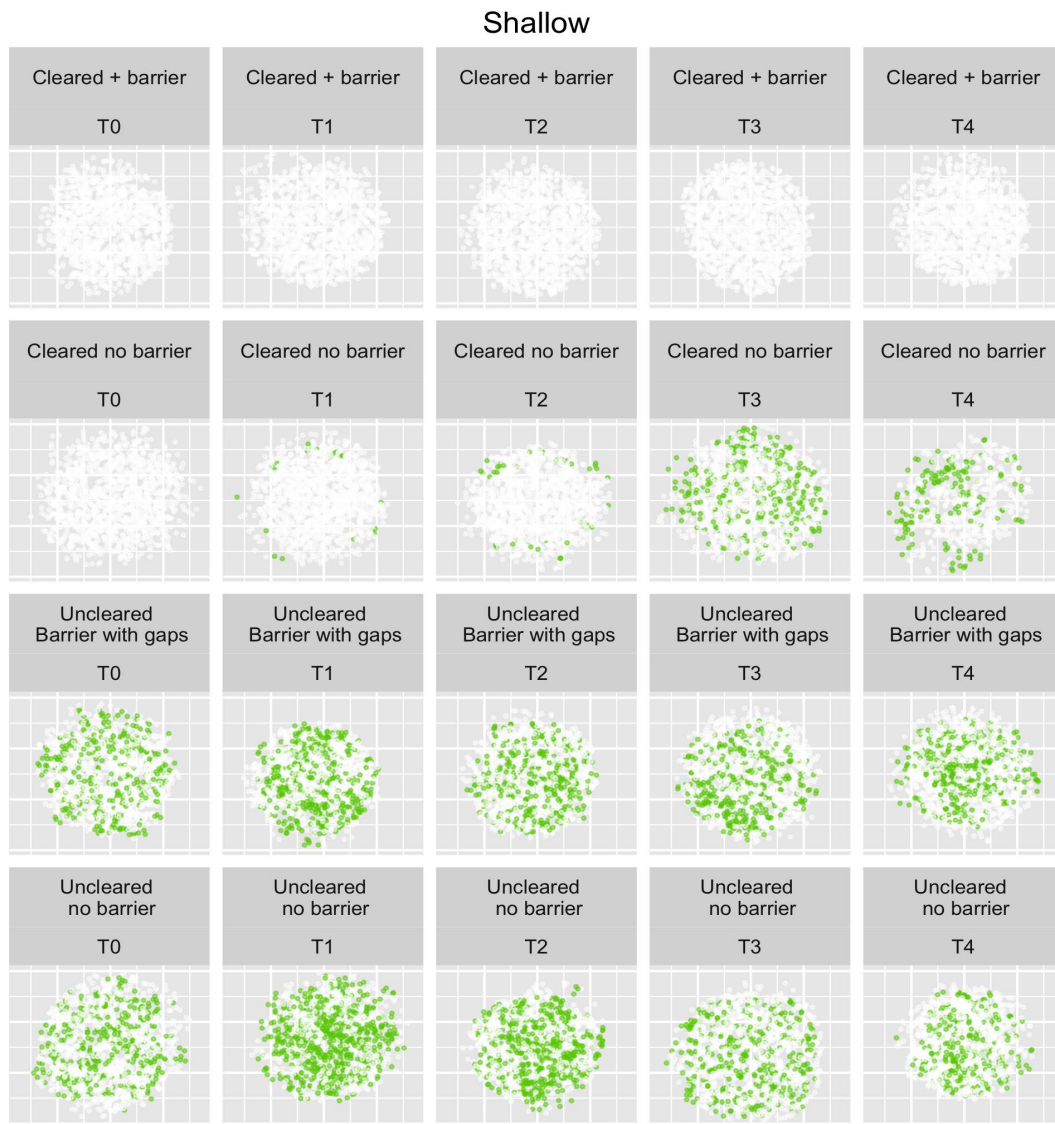 Shallow
Cleared + barrier
T0
Cleared + barrier
T1
Cleared + barrier
T2
Cleared + barrier
T3
Cleared + barrier
T4
Cleared no barrier
T0
Cleared no barrier
T1
Cleared no barrier
T2
Cleared no barrier
T3
Cleared no barrier
T4
Uncleared
Barrier with gaps
T0
Uncleared
Barrier with gaps
T1
Uncleared
Barrier with gaps
T2
Uncleared
Barrier with gaps
T3
Uncleared
Barrier with gaps
T4
Uncleared
no barrier
T0
Uncleared
no barrier
T1
Uncleared
no barrier
T2
Uncleared
no barrier
T3
Uncleared
no barrier
T4